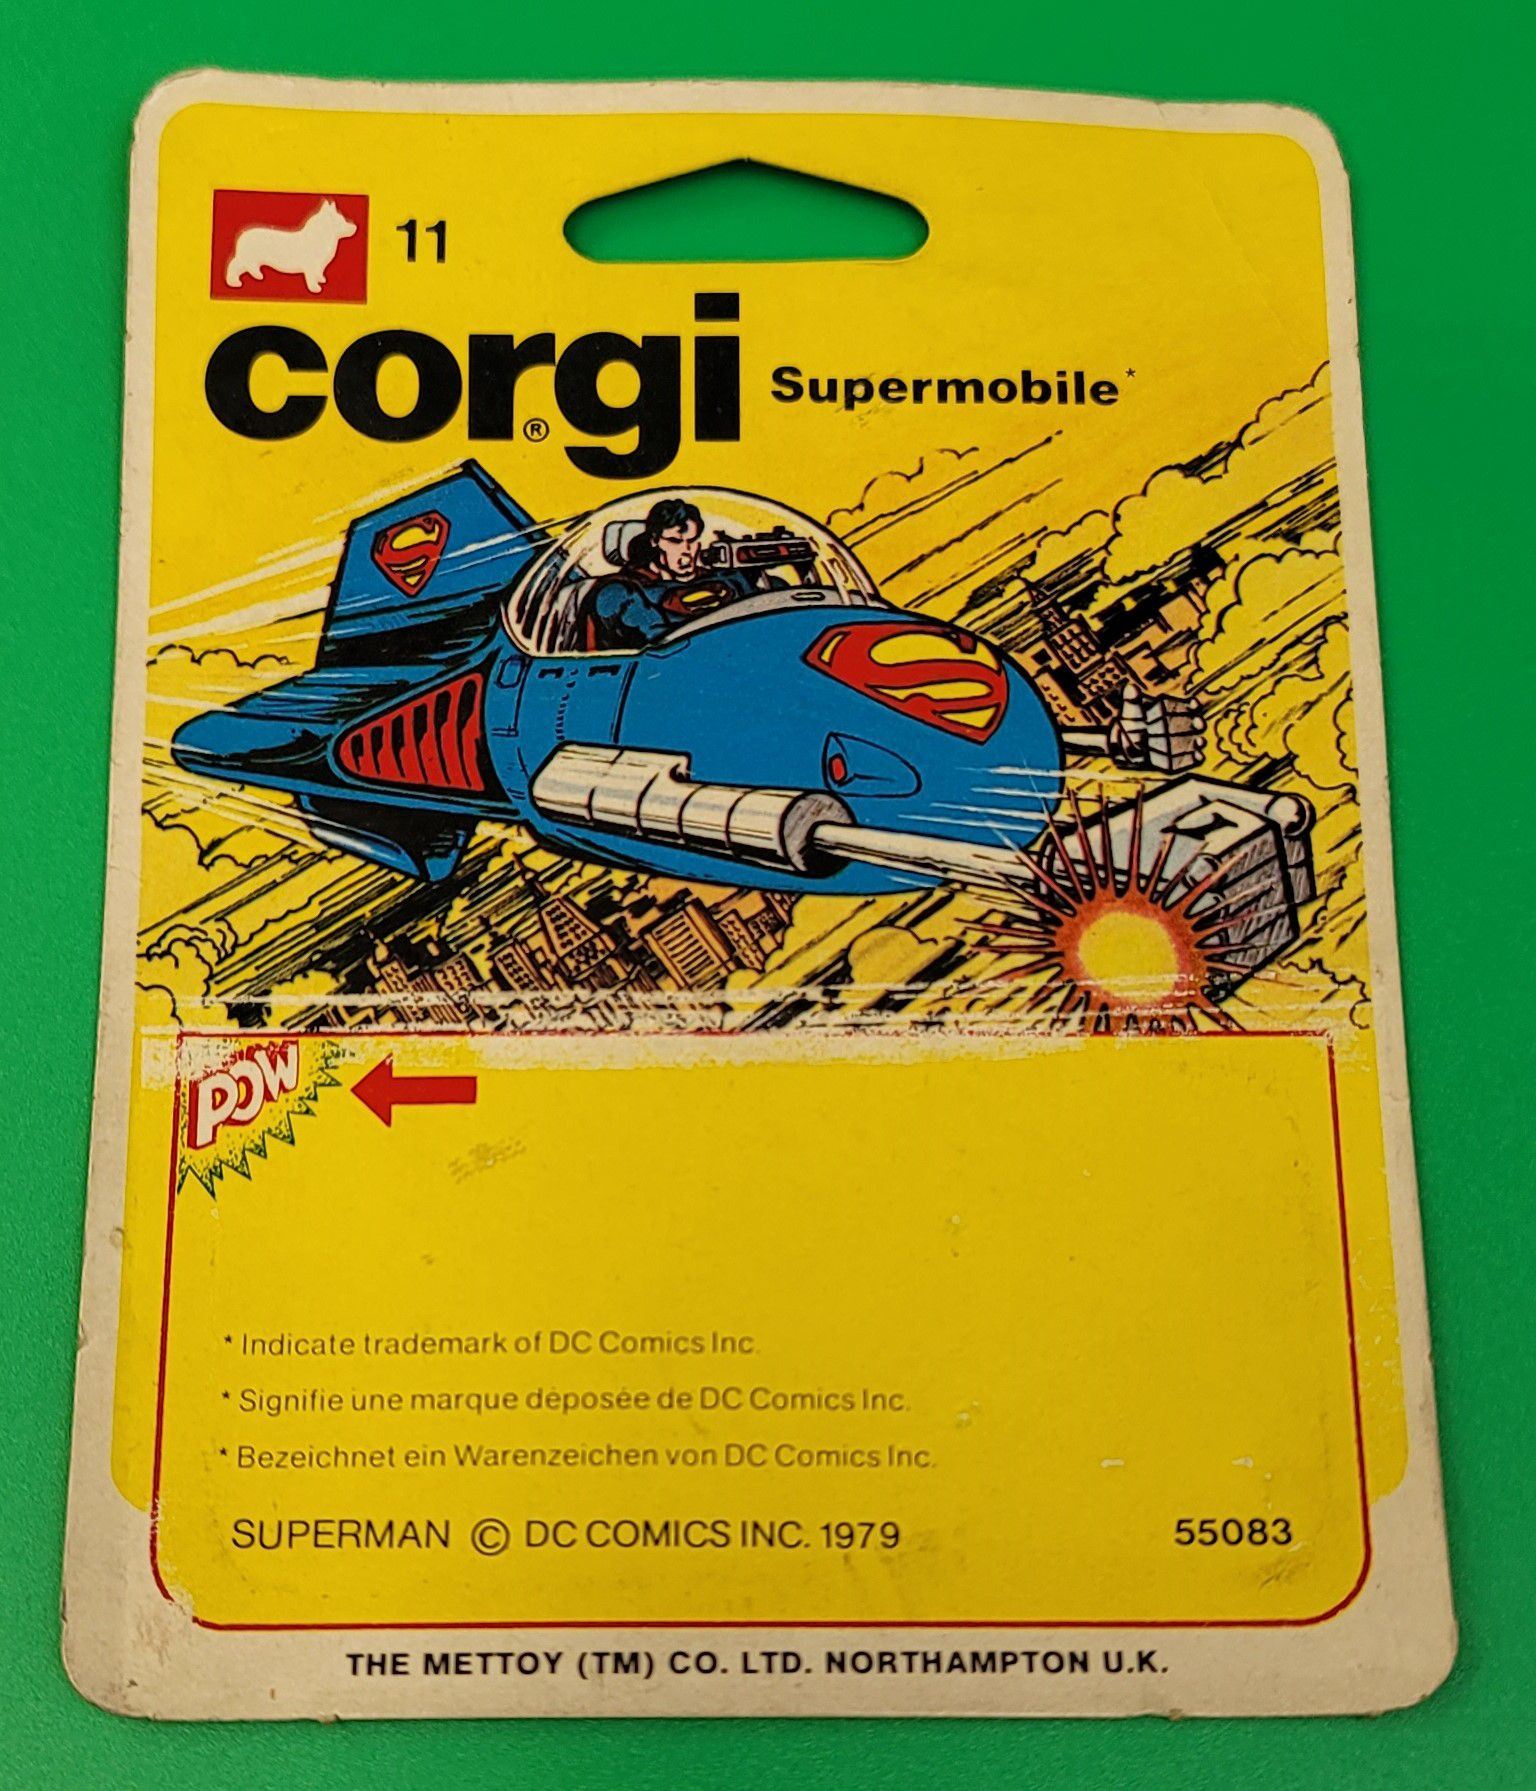 11
corgi
®
Supermobile*
POW
* Indicate trademark of DC Comics Inc.
* Signifie une marque déposée de DC Comics Inc.
* Bezeichnet ein Warenzeichen von DC Comics Inc.
SUPERMAN © DC COMICS INC. 1979 55083
THE METTOY (TM) CO. LTD. NORTHAMPTON U.K.